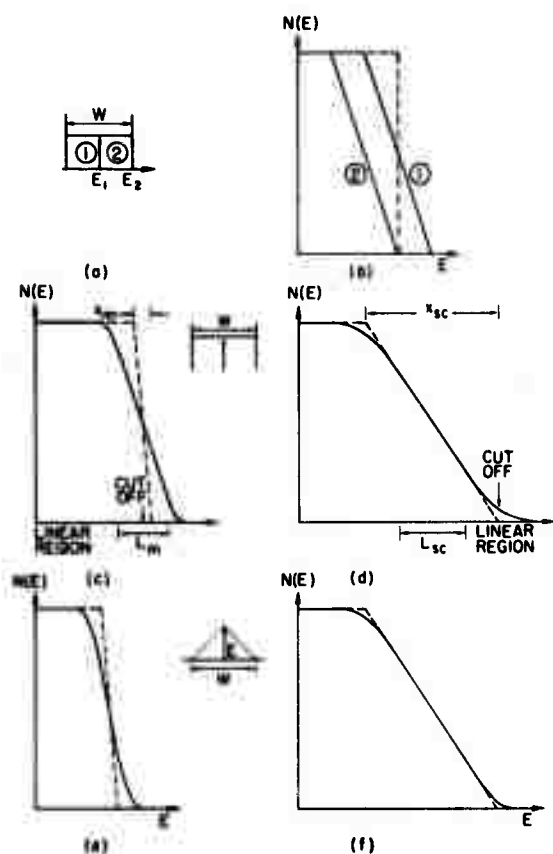 N(E)
W
① ②
E₁ E₂
② ①
E
(a)
(b)
N(E)
W
CUT OFF
LINEAR REGION
Lm
(c)
N(E)
xsc
CUT OFF
Lsc
LINEAR REGION
(d)
N(E)
E
W
E
(e)
E
(f)